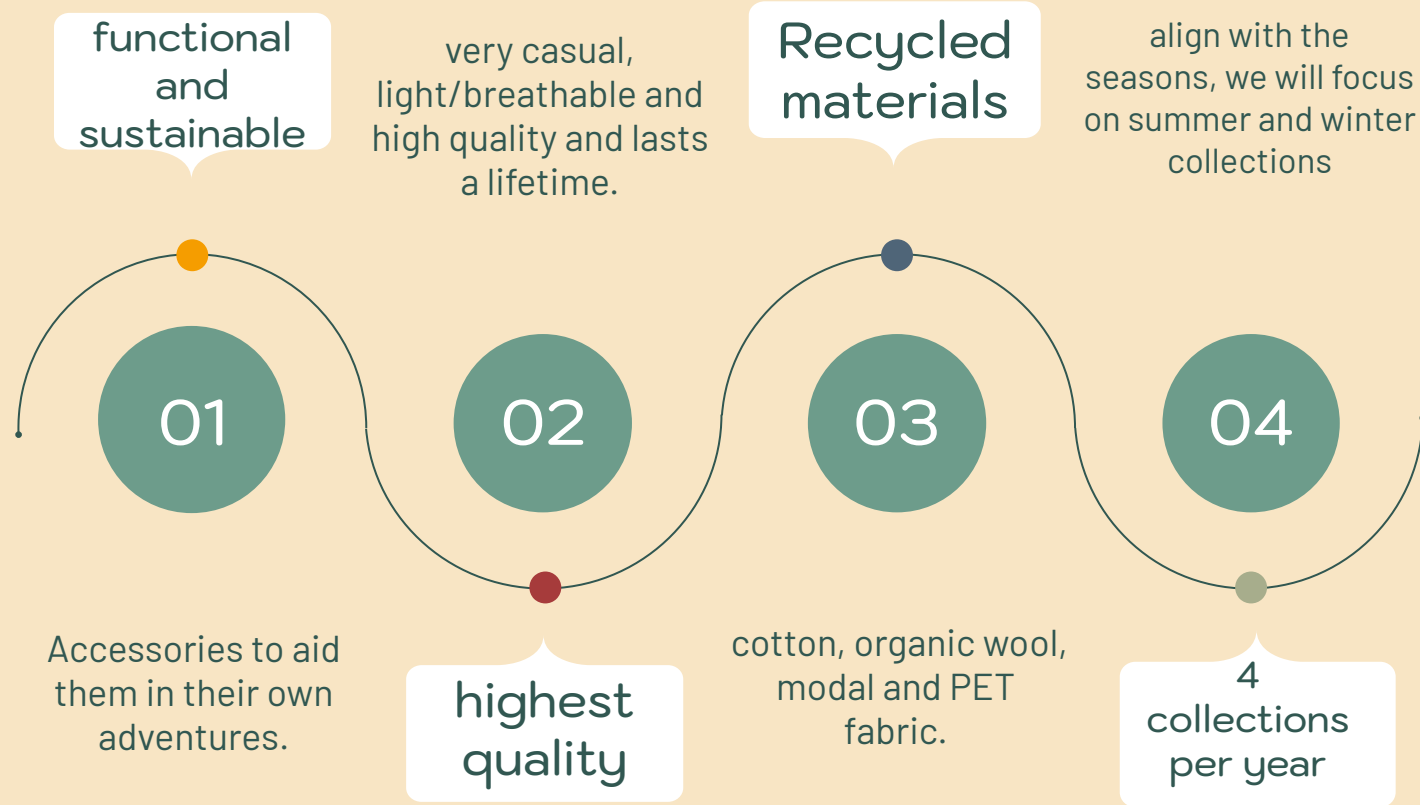 functional
and
sustainable
01
Accessories to aid
them in their own
adventures.
very casual,
light/breathable and
high quality and lasts
a lifetime.
02
highest
quality
Recycled
materials
03
cotton, organic wool,
modal and PET
fabric.
align with the
seasons, we will focus
on summer and winter
collections
04
4
collections
per year